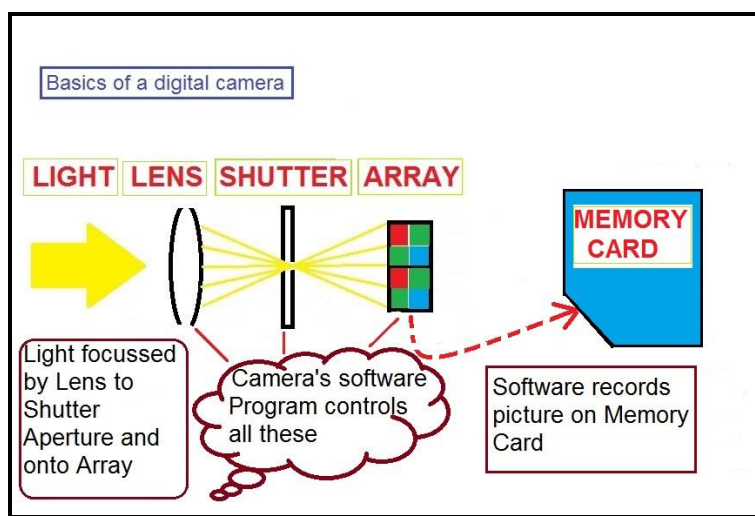 Basics of a digital camera
LIGHT LENS SHUTTER ARRAY
MEMORY
CARD
Light focussed
by Lens to
Shutter
Aperture and
onto Array
Camera's software
Program controls
all these
Software records
picture on Memory
Card